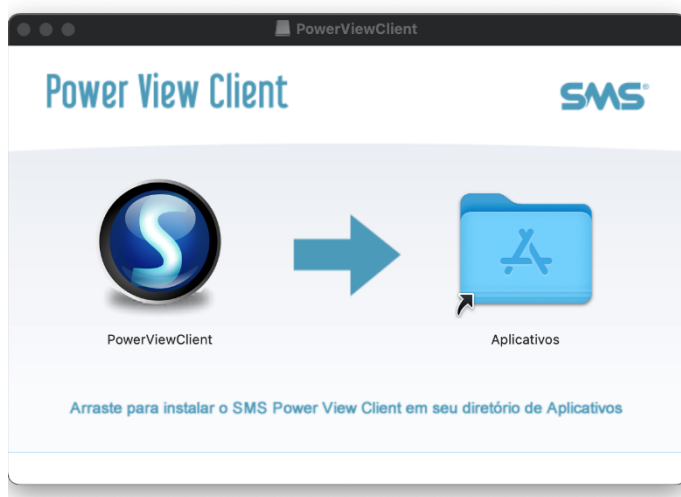 PowerViewClient
Power View Client
SMS®
PowerViewClient
Aplicativos
Arraste para instalar o SMS Power View Client em seu diretório de Aplicativos